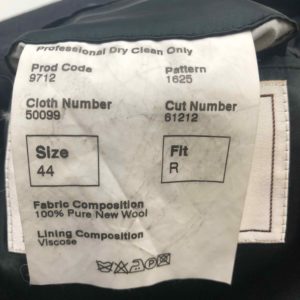 Professional Dry Clean Only
Prod Code Pattern
9712 1625
Cloth Number Cut Number
50099 61212
Size Fit
44 R
Fabric Composition
100% Pure New Wool
Lining Composition
Viscose